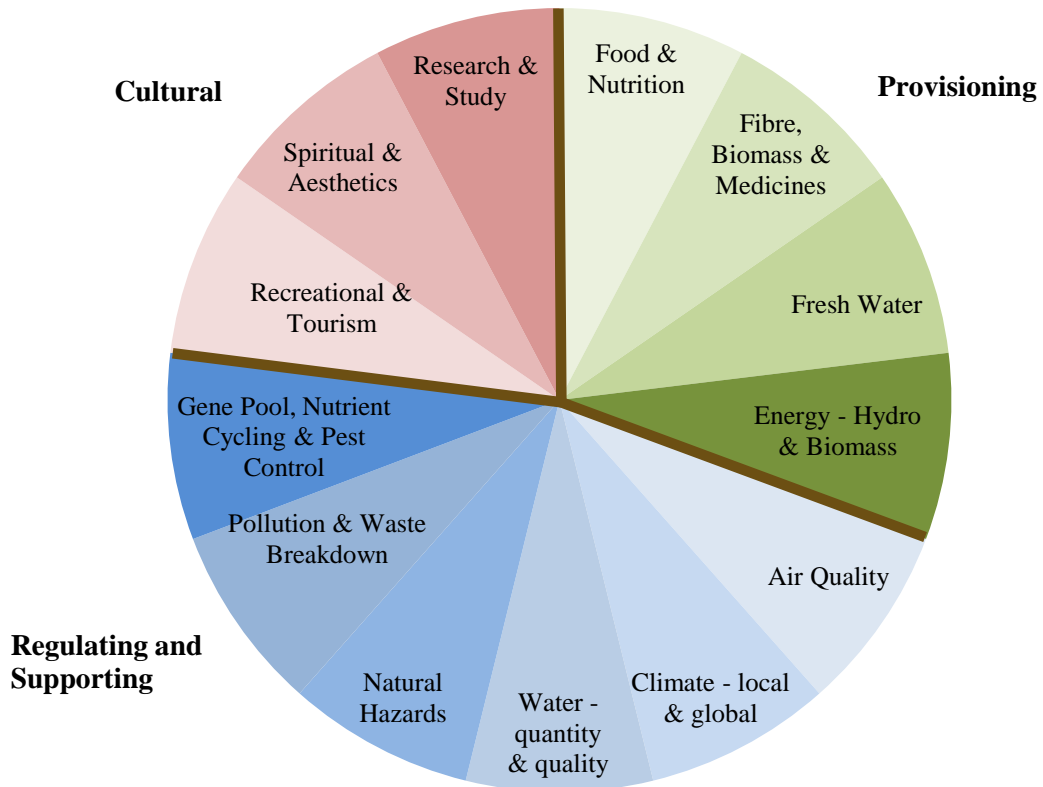 Cultural
Provisioning
Regulating and
Supporting
Research &
Study
Food &
Nutrition
Fibre,
Biomass &
Medicines
Fresh Water
Energy - Hydro
& Biomass
Air Quality
Climate - local
& global
Water -
quantity
& quality
Natural
Hazards
Pollution & Waste
Breakdown
Gene Pool, Nutrient
Cycling & Pest
Control
Recreational &
Tourism
Spiritual &
Aesthetics